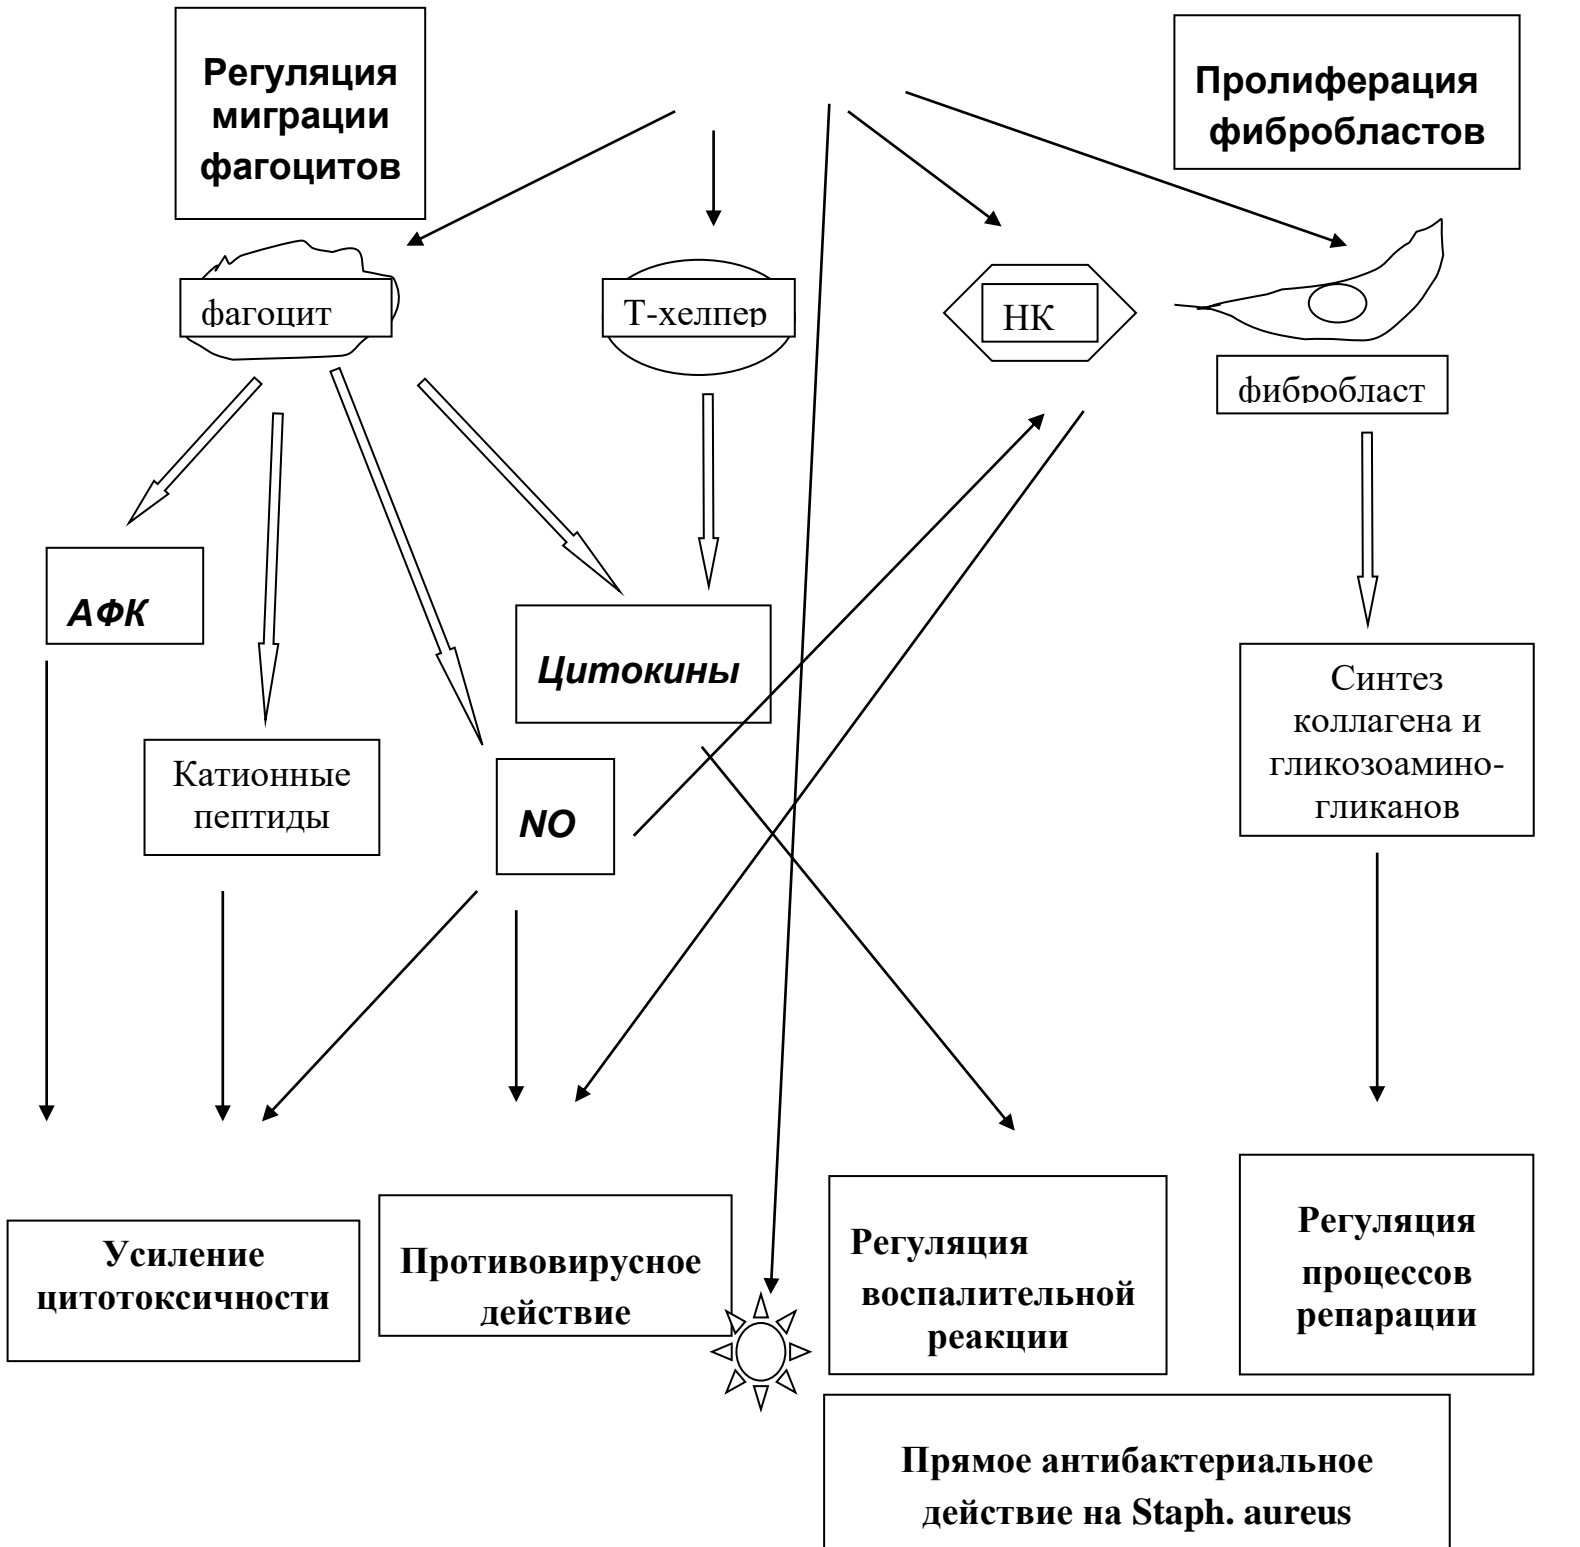 Регуляция
миграции
фагоцитов
Пролиферация
фибробластов
фагоцит
Т-хелпер
НК
фибробласт
АФК
Цитокины
Катионные
пептиды
NO
Синтез
коллагена и
гликозоамино-
гликанов
Усиление
цитотоксичности
Противовирусное
действие
Регуляция
воспалительной
реакции
Регуляция
процессов
репарации
Прямое антибактериальное
действие на Staph. aureus